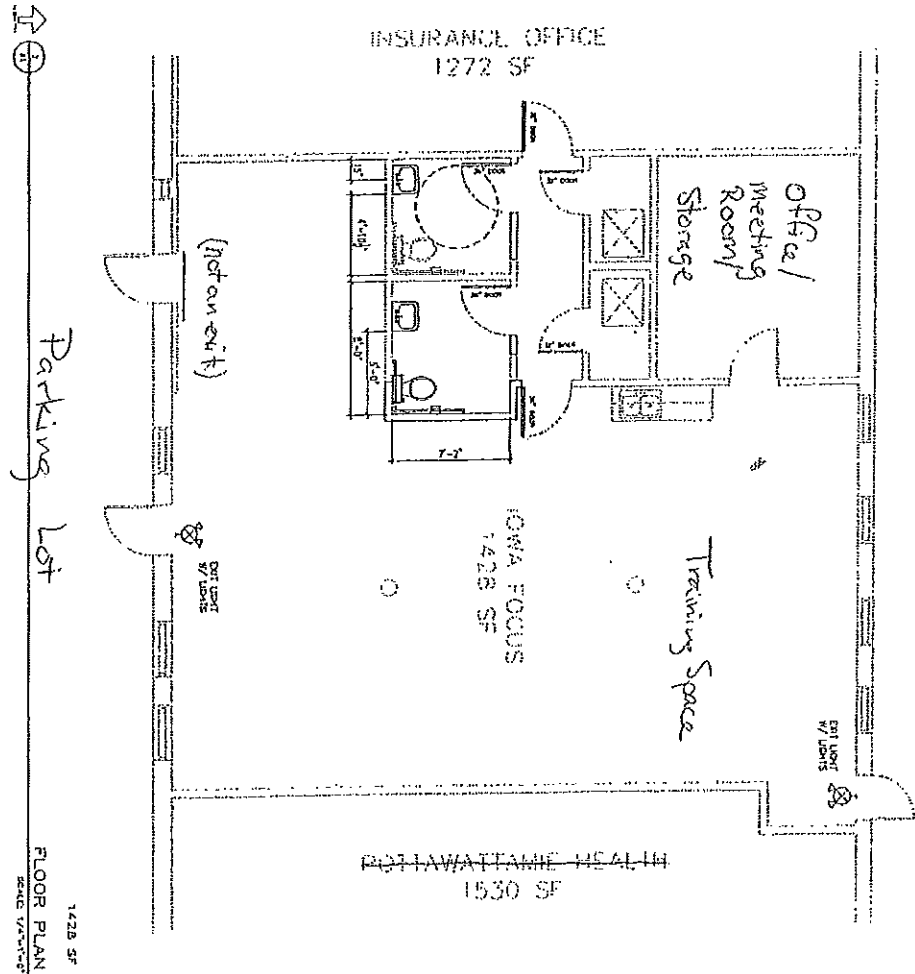 INSURANCE OFFICE
1272 SF
Office/
Meeting
Room/
Storage
(not an exit)
Parking Lot
IOWA FOCUS
1428 SF
Training Space
EXIT LIGHT
W/ LIGHTS
EXIT LIGHT
W/ LIGHTS
15"
5'-0"
7'-2"
POTTAWATTAMIE HEALTH
1530 SF
1428 SF
FLOOR PLAN